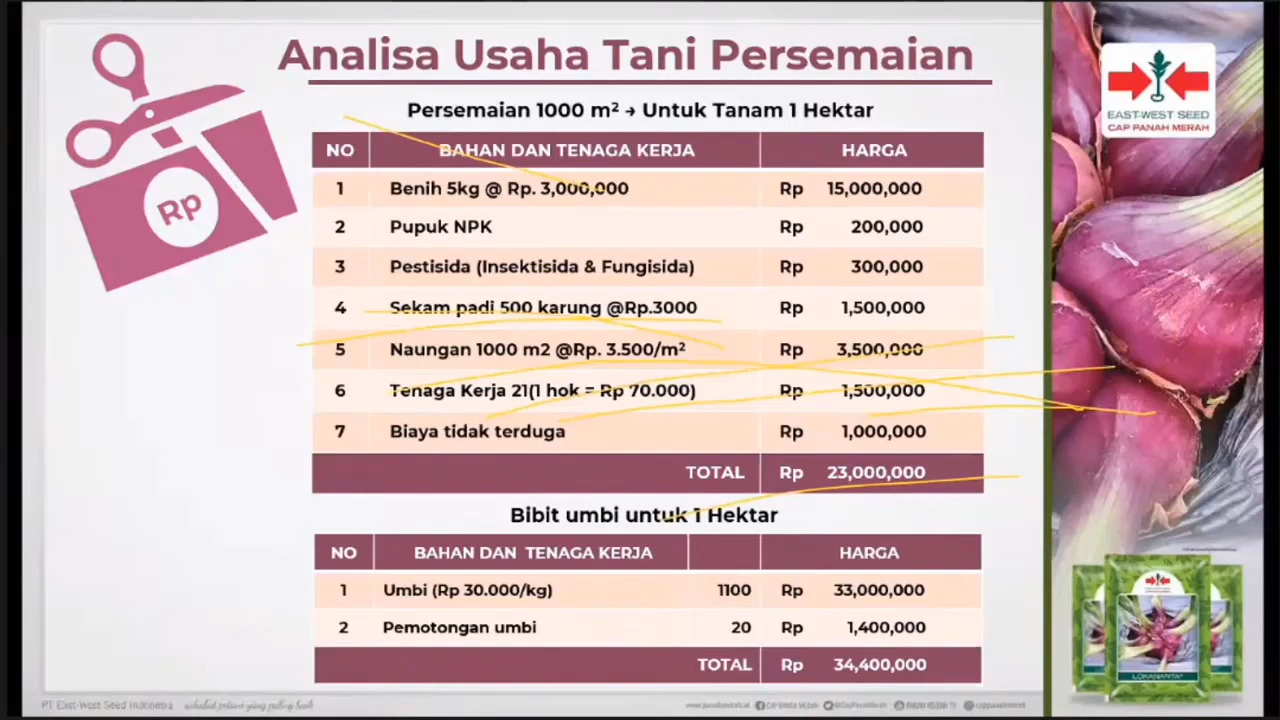 Analisa Usaha Tani Persemaian
EAST-WEST SEED
CAP PANAH MERAH
Rp
Persemaian 1000 m² → Untuk Tanam 1 Hektar
NO BAHAN DAN TENAGA KERJA HARGA
1 Benih 5kg @ Rp. 3,000,000 Rp 15,000,000
2 Pupuk NPK Rp 200,000
3 Pestisida (Insektisida & Fungisida) Rp 300,000
4 Sekam padi 500 karung @Rp.3000 Rp 1,500,000
5 Naungan 1000 m2 @Rp. 3.500/m² Rp 3,500,000
6 Tenaga Kerja 21(1 hok = Rp 70.000) Rp 1,500,000
7 Biaya tidak terduga Rp 1,000,000
TOTAL Rp 23,000,000
Bibit umbi untuk 1 Hektar
NO BAHAN DAN TENAGA KERJA HARGA
1 Umbi (Rp 30.000/kg) 1100 Rp 33,000,000
2 Pemotongan umbi 20 Rp 1,400,000
TOTAL Rp 34,400,000
LOKANANTA
PT East-West Seed Indonesia sahabat petani yang paling baik